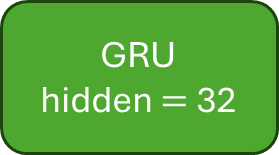 GRU
hidden = 32